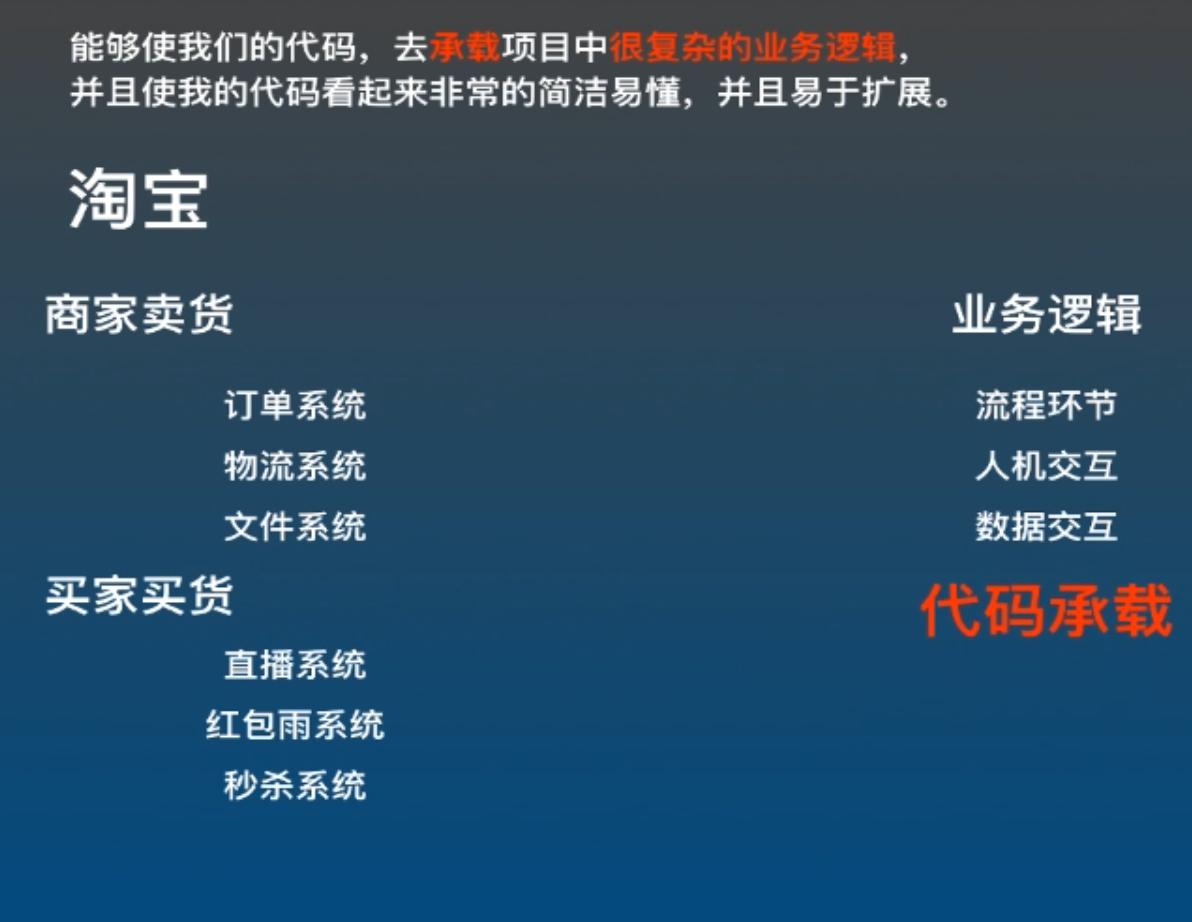 能够使我们的代码，去承载项目中很复杂的业务逻辑，
并且使我的代码看起来非常的简洁易懂，并且易于扩展。
淘宝
商家卖货
订单系统
物流系统
文件系统
买家买货
直播系统
红包雨系统
秒杀系统
业务逻辑
流程环节
人机交互
数据交互
代码承载